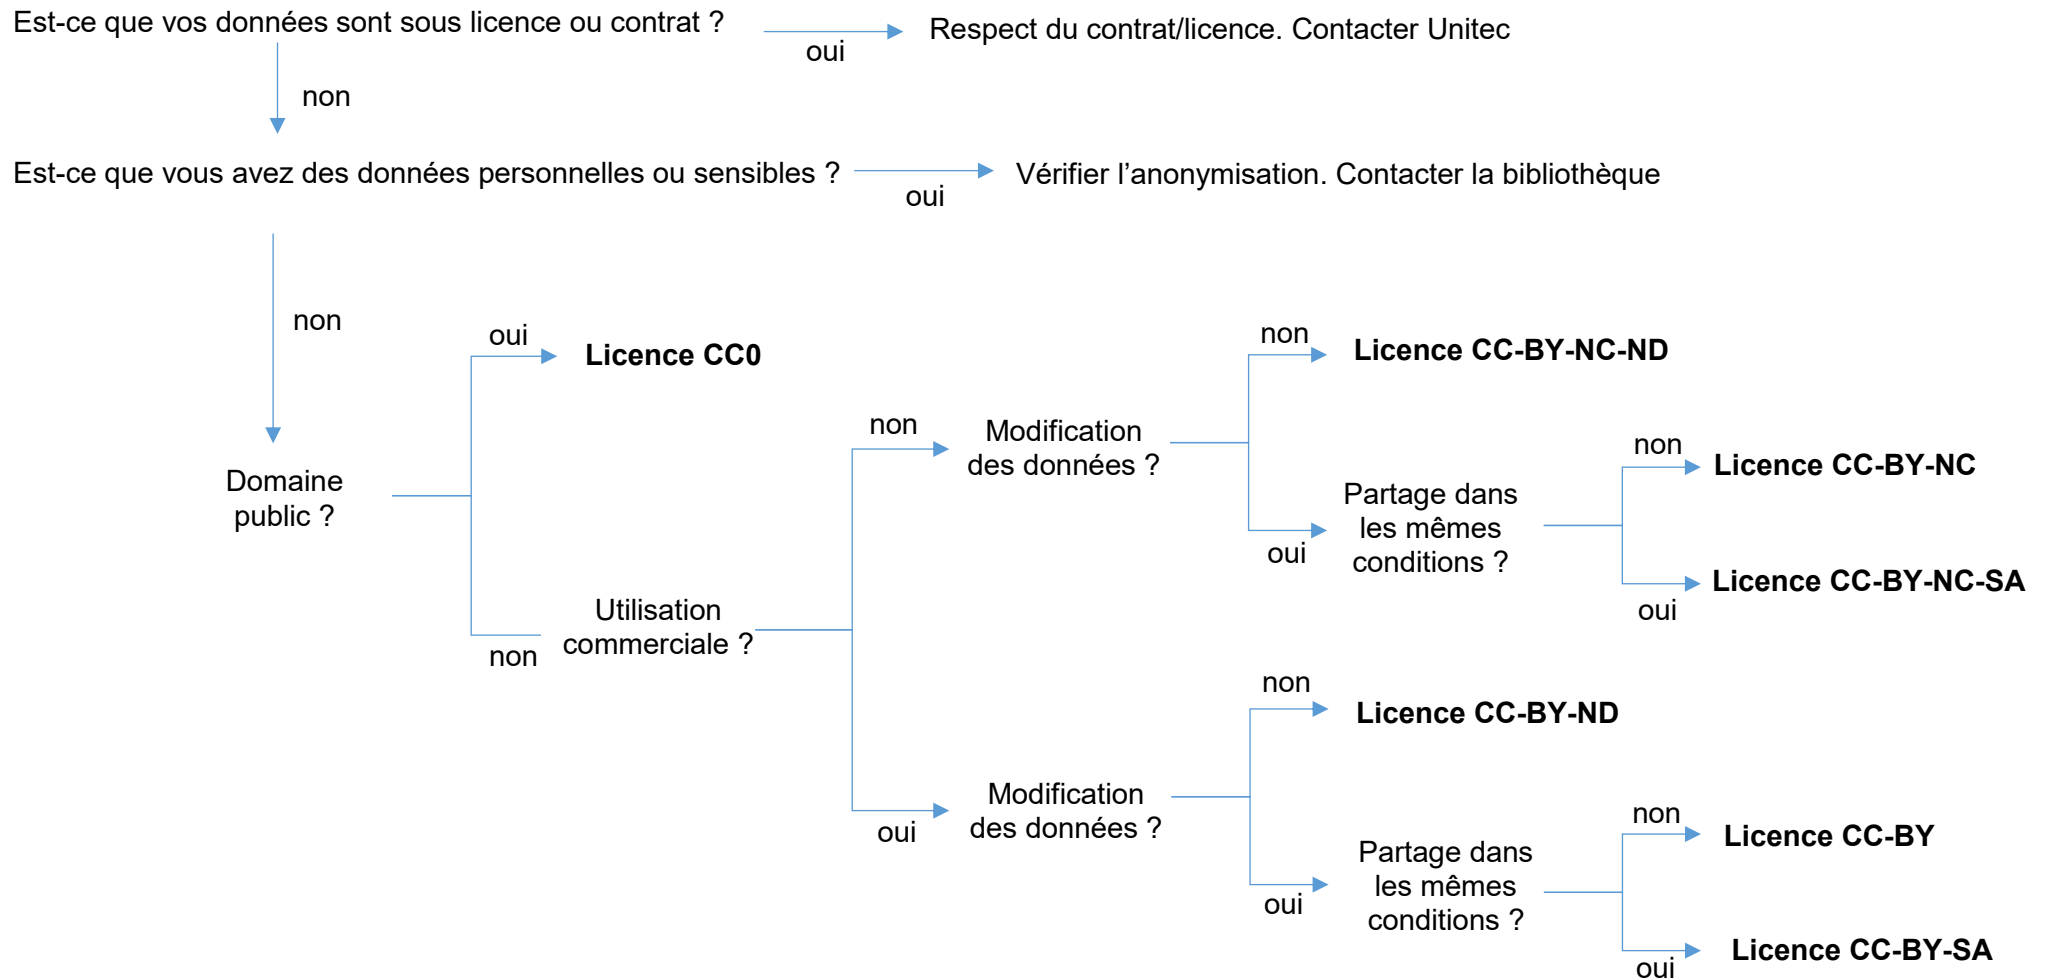 Est-ce que vos données sont sous licence ou contrat ?
oui
Respect du contrat/licence. Contacter Unitec
non
Est-ce que vous avez des données personnelles ou sensibles ?
oui
Vérifier l’anonymisation. Contacter la bibliothèque
non
Domaine
public ?
oui
Licence CC0
non
Utilisation
commerciale ?
non
Modification
des données ?
non
Licence CC-BY-NC-ND
oui
Partage dans
les mêmes
conditions ?
non
Licence CC-BY-NC
oui
Licence CC-BY-NC-SA
oui
Modification
des données ?
non
Licence CC-BY-ND
oui
Partage dans
les mêmes
conditions ?
non
Licence CC-BY
oui
Licence CC-BY-SA